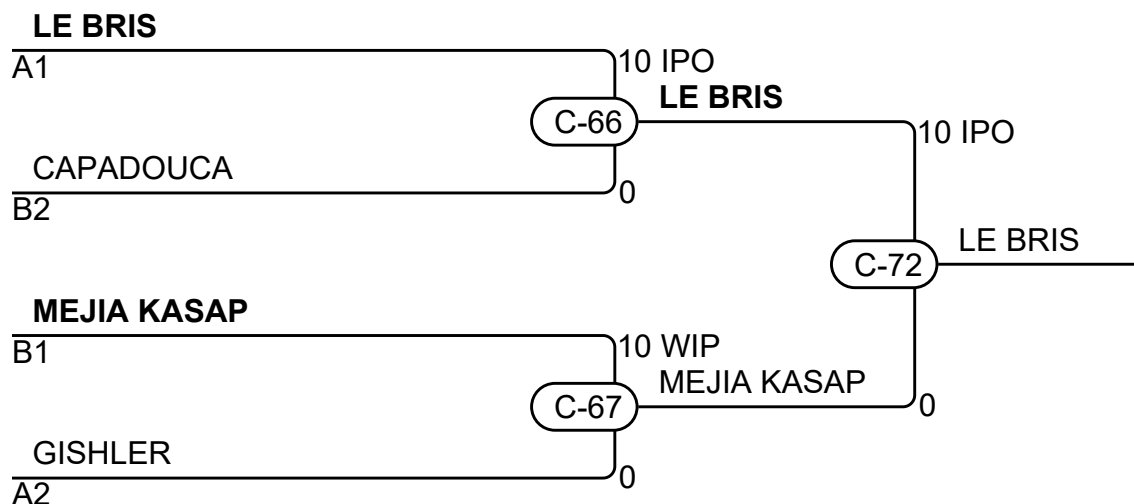 LE BRIS
A1
10 IPO
LE BRIS
C-66
10 IPO
CAPADOUCA
B2
0
LE BRIS
C-72
MEJIA KASAP
B1
10 WIP
MEJIA KASAP
C-67
0
GISHLER
A2
0